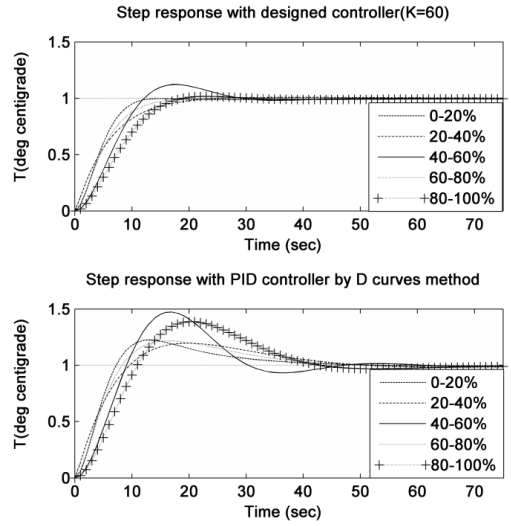 Step response with designed controller(K=60)
1.5
1
0.5
0
T(deg centigrade)
0-20%
20-40%
40-60%
60-80%
80-100%
0 10 20 30 40 50 60 70
Time (sec)
Step response with PID controller by D curves method
1.5
1
0.5
0
T(deg centigrade)
0-20%
20-40%
40-60%
60-80%
80-100%
0 10 20 30 40 50 60 70
Time (sec)